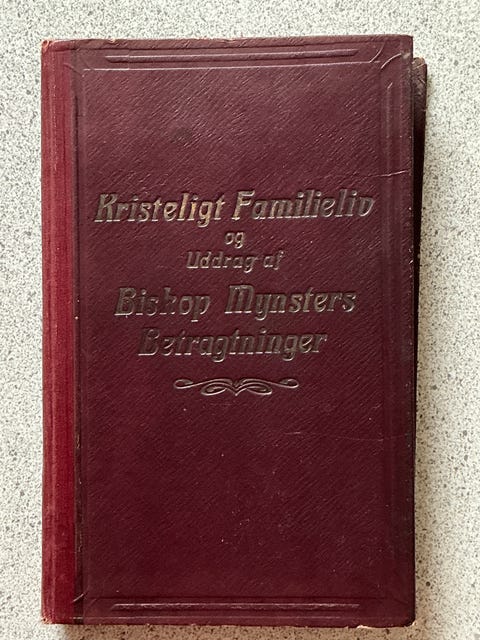 Kristeligt Familieliv
og
Uddrag af
Biskop Mynsters
Betragtninger